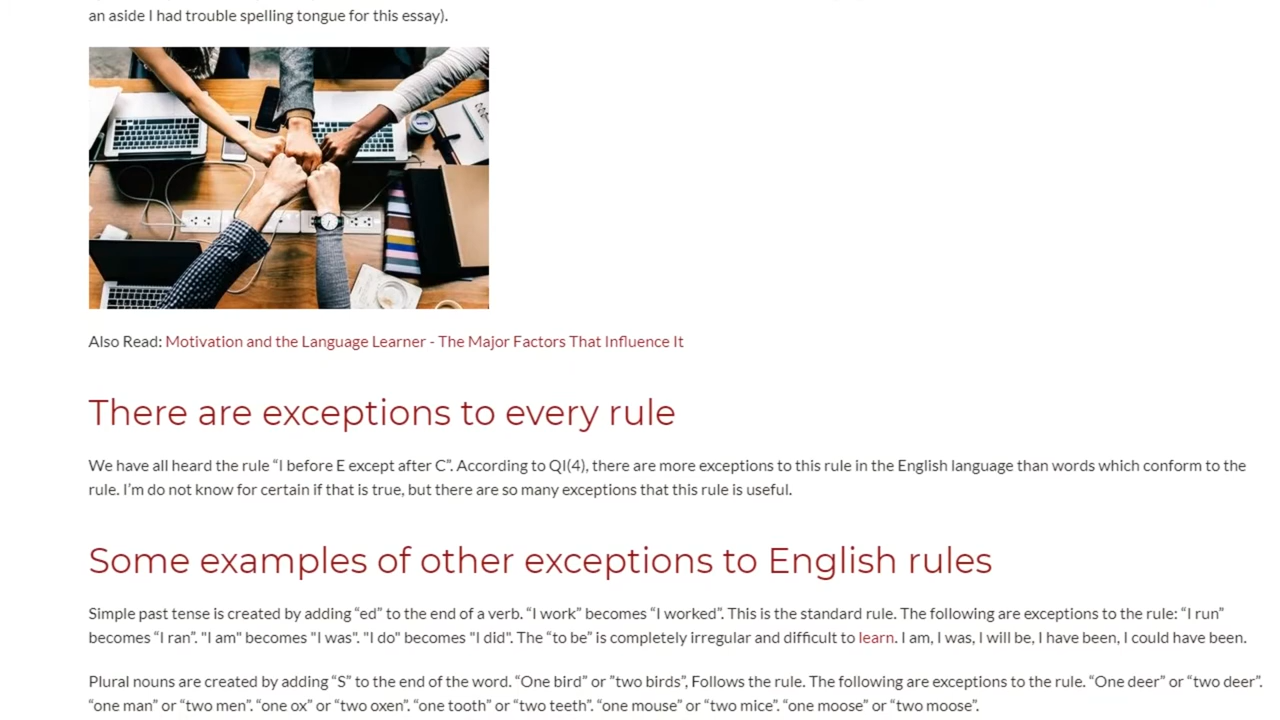 an aside I had trouble spelling tongue for this essay).
Also Read: Motivation and the Language Learner - The Major Factors That Influence It
There are exceptions to every rule
We have all heard the rule “I before E except after C”. According to QI(4), there are more exceptions to this rule in the English language than words which conform to the
rule. I’m do not know for certain if that is true, but there are so many exceptions that this rule is useful.
Some examples of other exceptions to English rules
Simple past tense is created by adding “ed” to the end of a verb. “I work” becomes “I worked”. This is the standard rule. The following are exceptions to the rule: “I run”
becomes “I ran”. "I am" becomes "I was". "I do" becomes "I did". The “to be” is completely irregular and difficult to learn. I am, I was, I will be, I have been, I could have been.
Plural nouns are created by adding “S” to the end of the word. “One bird” or ”two birds”, Follows the rule. The following are exceptions to the rule. “One deer” or “two deer”.
“one man” or “two men”. “one ox” or “two oxen”. “one tooth” or “two teeth”. “one mouse” or “two mice”. “one moose” or “two moose”.